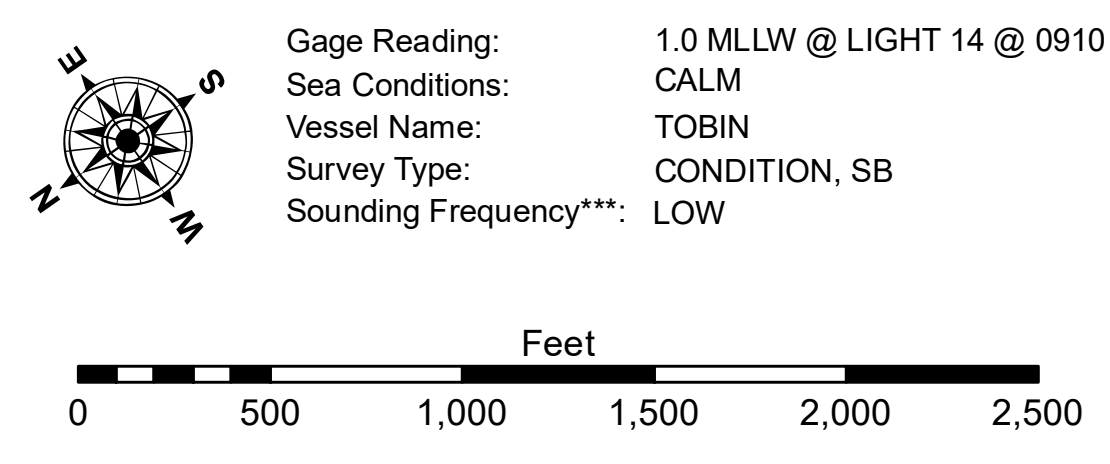 E
S
N
W
Gage Reading: 1.0 MLLW @ LIGHT 14 @ 0910
Sea Conditions: CALM
Vessel Name: TOBIN
Survey Type: CONDITION, SB
Sounding Frequency***: LOW
Feet
0 500 1,000 1,500 2,000 2,500